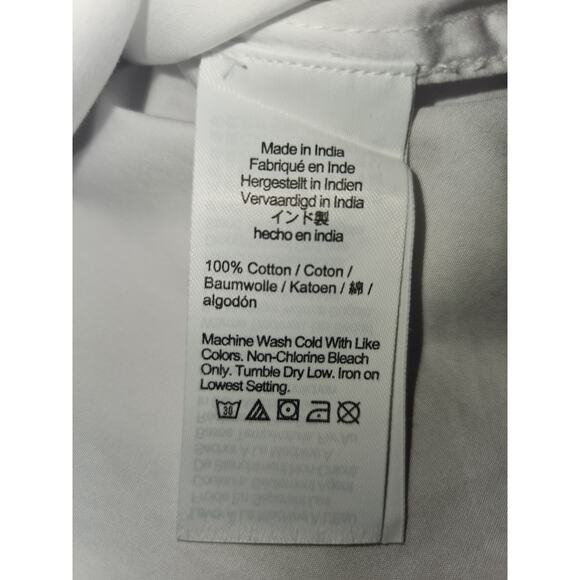 Made in India
Fabriqué en Inde
Hergestellt in Indien
Vervaardigd in India
インド製
hecho en india
100% Cotton / Coton /
Baumwolle / Katoen / 綿 /
algodón
Machine Wash Cold With Like
Colors. Non-Chlorine Bleach
Only. Tumble Dry Low. Iron on
Lowest Setting.
30